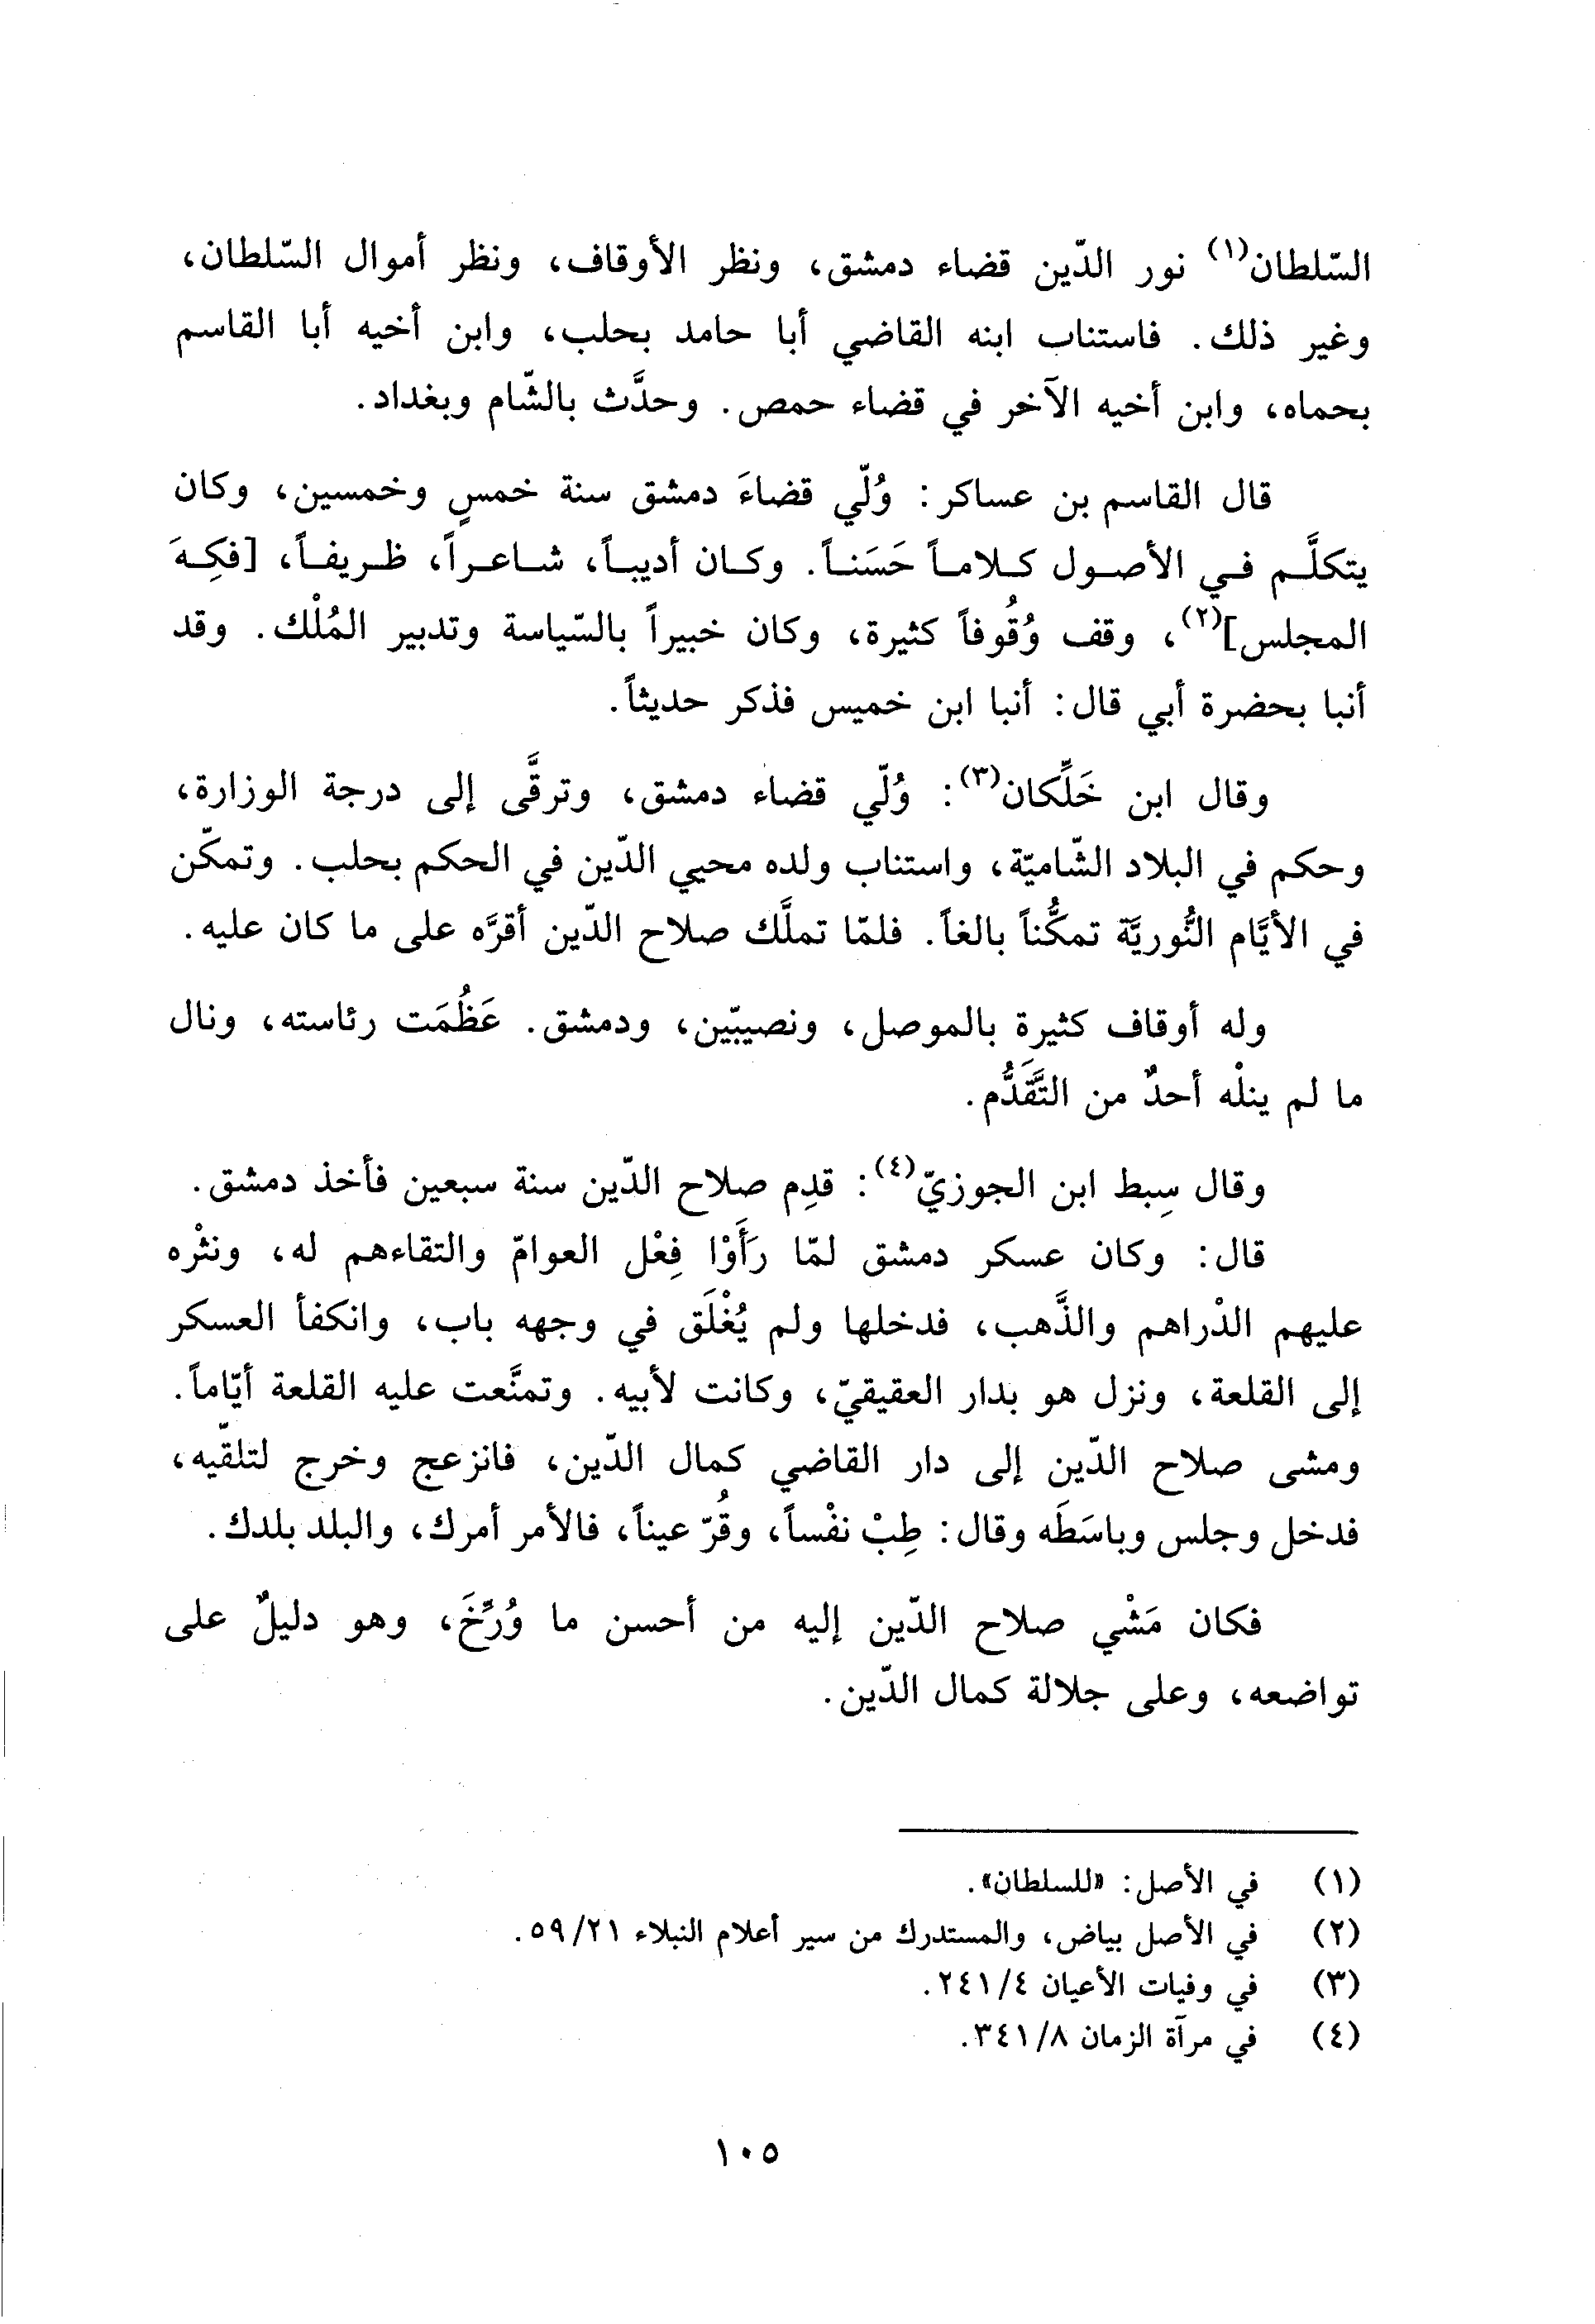 السّلطان(١) نور الدّين قضاء دمشق، ونظر الأوقاف، ونظر أموال السّلطان،
وغير ذلك. فاستناب ابنه القاضي أبا حامد بحلب، وابن أخيه أبا القاسم
بحماه، وابن أخيه الآخر في قضاء حمص. وحدَّث بالشّام وبغداد.
قال القاسم بن عساكر: وُلّي قضاءَ دمشق سنة خمسٍ وخمسين، وكان
يتكلَّم في الأصول كلاماً حَسَناً. وكان أديباً، شاعراً، ظريفاً، [فكِهَ
المجلس](٢)، وقف وُقُوفاً كثيرة، وكان خبيراً بالسّياسة وتدبير المُلْك. وقد
أنبا بحضرة أبي قال: أنبا ابن خميس فذكر حديثاً.
وقال ابن خَلِّكان(٣): وُلّي قضاء دمشق، وترقَّى إلى درجة الوزارة،
وحكم في البلاد الشّاميّة، واستناب ولده محيي الدّين في الحكم بحلب. وتمكّن
في الأيَّام النُّوريَّة تمكُّناً بالغاً. فلمّا تملَّك صلاح الدّين أقرَّه على ما كان عليه.
وله أوقاف كثيرة بالموصل، ونصيبّين، ودمشق. عَظُمَت رئاسته، ونال
ما لم ينلْه أحدٌ من التَّقَدُّم.
وقال سِبط ابن الجوزيّ(٤): قدِم صلاح الدّين سنة سبعين فأخذ دمشق.
قال: وكان عسكر دمشق لمّا رَأَوْا فِعْل العوامّ والتقاءهم له، ونثْره
عليهم الدْراهم والذَّهب، فدخلها ولم يُغْلَق في وجهه باب، وانكفأ العسكر
إلى القلعة، ونزل هو بدار العقيقيّ، وكانت لأبيه. وتمنَّعت عليه القلعة أيّاماً.
ومشى صلاح الدّين إلى دار القاضي كمال الدّين، فانزعج وخرج لتلقّيه،
فدخل وجلس وباسَطَه وقال: طِبْ نفْساً، وقُرّ عيناً، فالأمر أمرك، والبلد بلدك.
فكان مَشْي صلاح الدّين إليه من أحسن ما وُرِّخَ، وهو دليلٌ على
تواضعه، وعلى جلالة كمال الدّين.
(١) في الأصل: «للسلطان».
(٢) في الأصل بياض، والمستدرك من سير أعلام النبلاء ٥٩/٢١.
(٣) في وفيات الأعيان ٢٤١/٤.
(٤) في مرآة الزمان ٣٤١/٨.
١٠٥